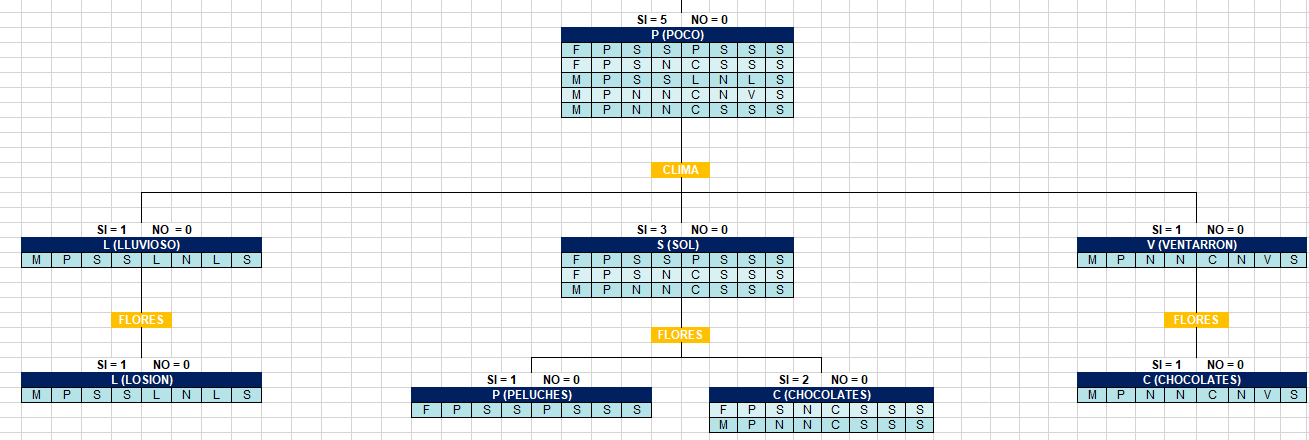 SI = 5 NO = 0
P (POCO)
F P S S P S S S
F P S N C S S S
M P S S L N L S
M P N N C N V S
M P N N C S S S
CLIMA
SI = 1 NO = 0
L (LLUVIOSO)
M P S S L N L S
SI = 3 NO = 0
S (SOL)
F P S S P S S S
F P S N C S S S
M P N N C S S S
SI = 1 NO = 0
V (VENTARRON)
M P N N C N V S
FLORES
FLORES
FLORES
SI = 1 NO = 0
L (LOSION)
M P S S L N L S
SI = 1 NO = 0
P (PELUCHES)
F P S S P S S S
SI = 2 NO = 0
C (CHOCOLATES)
F P S N C S S S
M P N N C S S S
SI = 1 NO = 0
C (CHOCOLATES)
M P N N C N V S